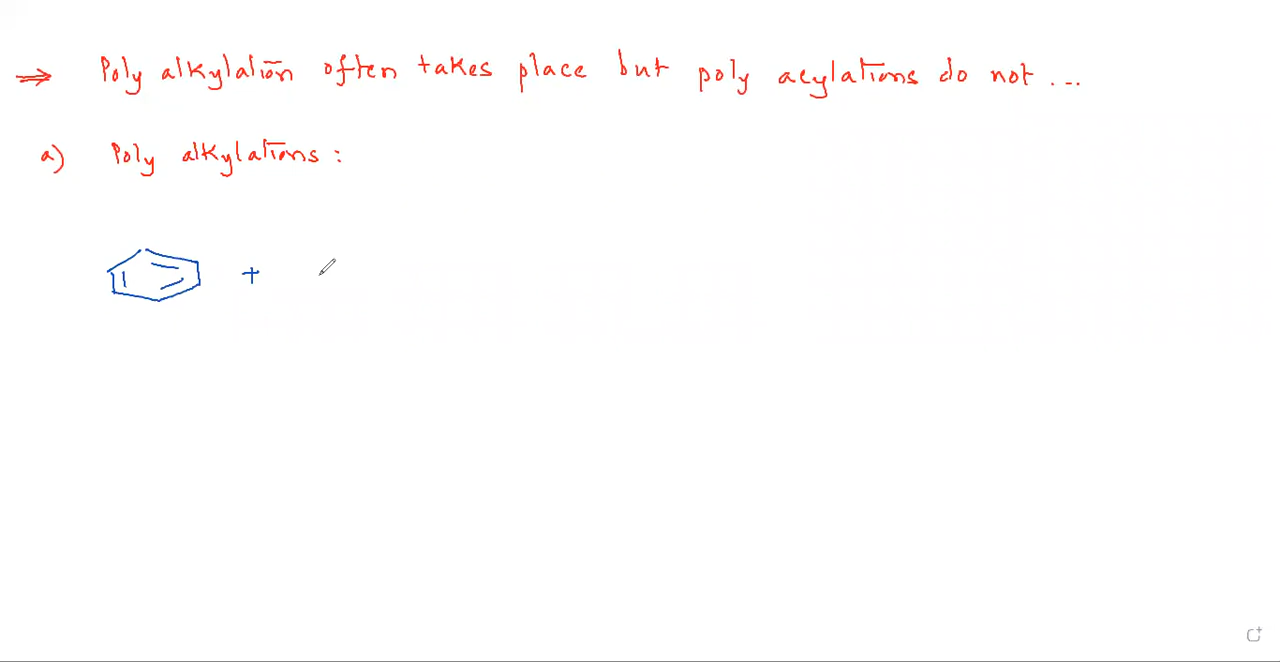 ⇒ Poly alkylation often takes place but poly acylations do not ...
a) Poly alkylations :
+